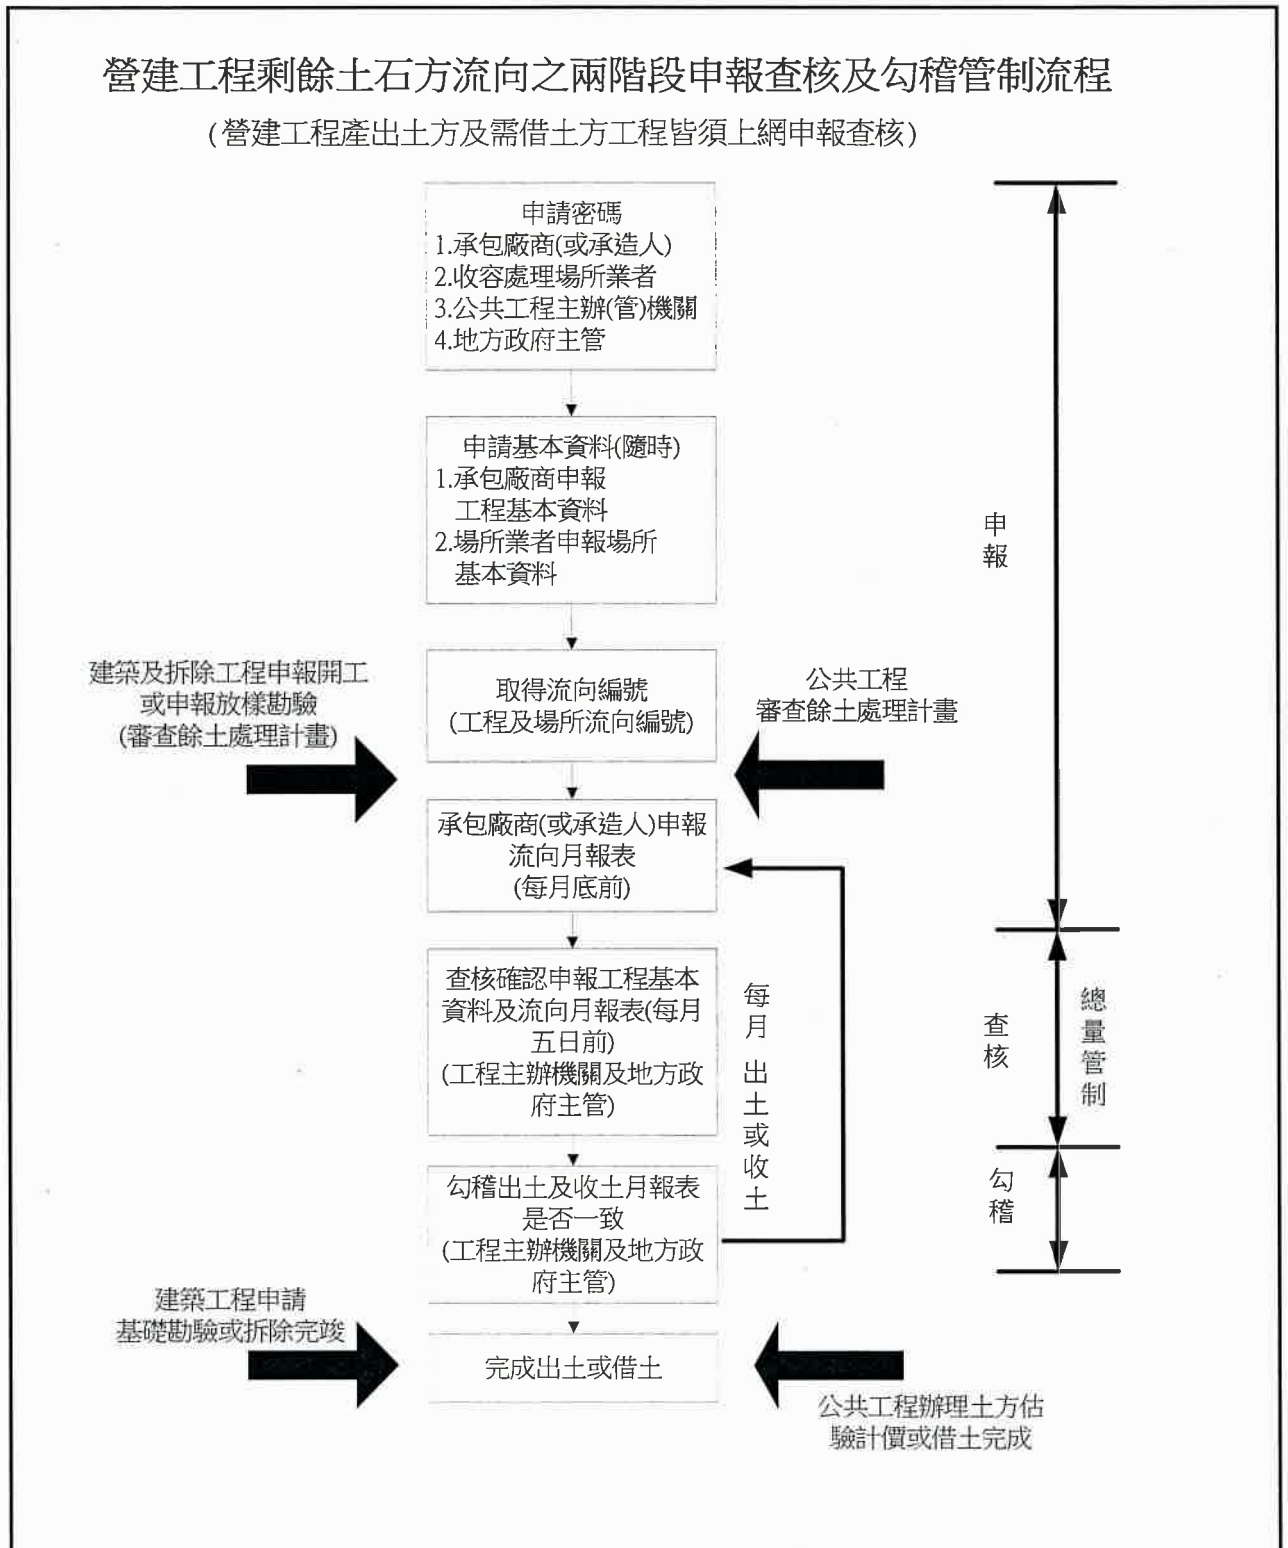 營建工程剩餘土石方流向之兩階段申報查核及勾稽管制流程
(營建工程產出土方及需借土方工程皆須上網申報查核)
申請密碼
1.承包廠商(或承造人)
2.收容處理場所業者
3.公共工程主辦(管)機關
4.地方政府主管
申請基本資料(隨時)
1.承包廠商申報
工程基本資料
2.場所業者申報場所
基本資料
申
報
建築及拆除工程申報開工
或申報放樣勘驗
(審查餘土處理計畫)
取得流向編號
(工程及場所流向編號)
公共工程
審查餘土處理計畫
承包廠商(或承造人)申報
流向月報表
(每月底前)
查核確認申報工程基本
資料及流向月報表(每月
五日前)
(工程主辦機關及地方政
府主管)
每
月
出
土
或
收
土
查
核
總
量
管
制
勾稽出土及收土月報表
是否一致
(工程主辦機關及地方政
府主管)
勾
稽
建築工程申請
基礎勘驗或拆除完竣
完成出土或借土
公共工程辦理土方估
驗計價或借土完成